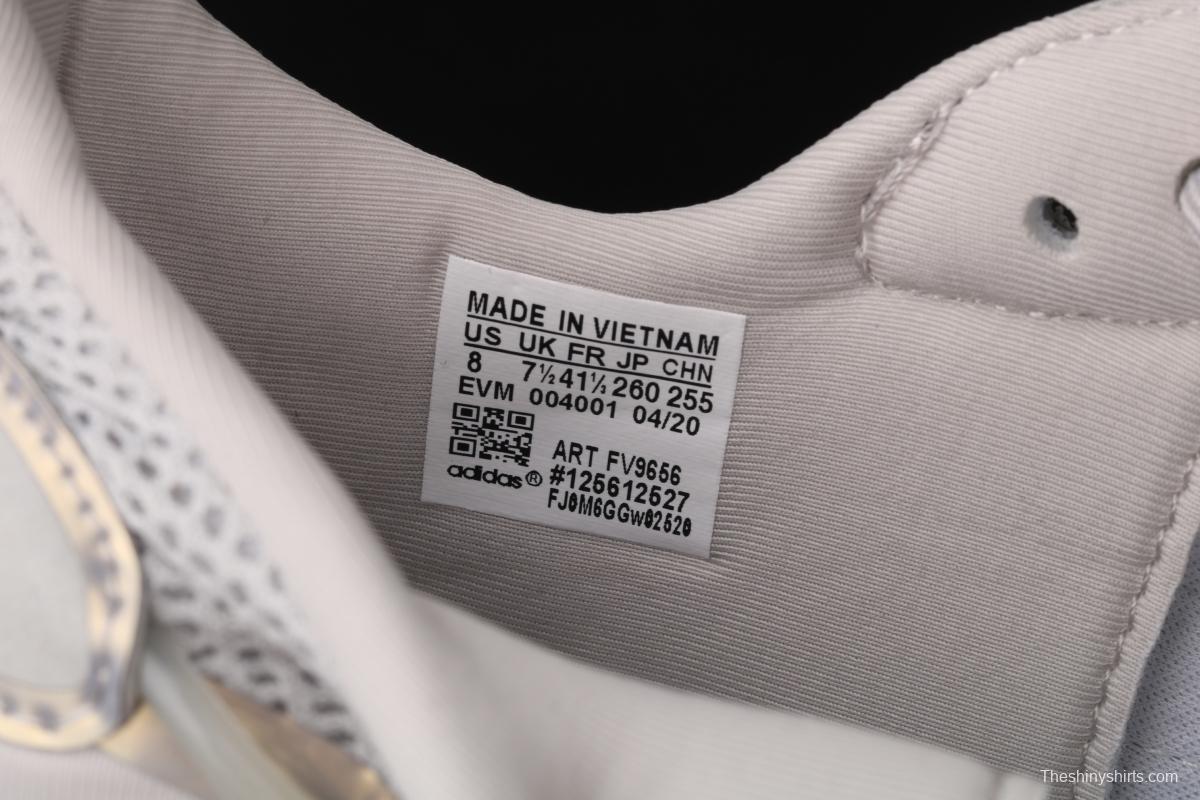 MADE IN VIETNAM
US UK FR JP CHN
8 7½ 41⅓ 260 255
EVM 004001 04/20
ART FV9656
adidas® #125612527
FJ0M6GGw02520
Theshinyshirts.com